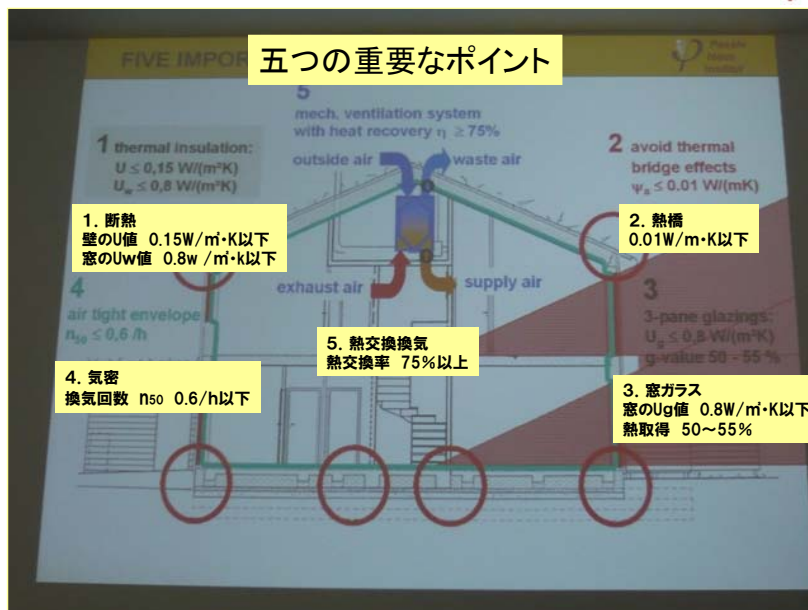 FIVE IMPOR
五つの重要なポイント
Passive
House
Institut
5
mech. ventilation system
with heat recovery η ≥ 75%
1 thermal insulation:
U ≤ 0,15 W/(m²K)
Uw ≤ 0,8 W/(m²K)
outside air
waste air
2 avoid thermal
bridge effects
Ψa ≤ 0.01 W/(mK)
1. 断熱
壁のU値 0.15W/㎡・K以下
窓のUw値 0.8w /㎡・k以下
2. 熱橋
0.01W/m・K以下
4
air tight envelope
n50 ≤ 0,6 /h
exhaust air
supply air
3
3-pane glazings:
Ug ≤ 0,8 W/(m²K)
g-value 50 - 55 %
5. 熱交換換気
熱交換率 75%以上
4. 気密
換気回数 n50 0.6/h以下
3. 窓ガラス
窓のUg値 0.8W/㎡・K以下
熱取得 50～55%